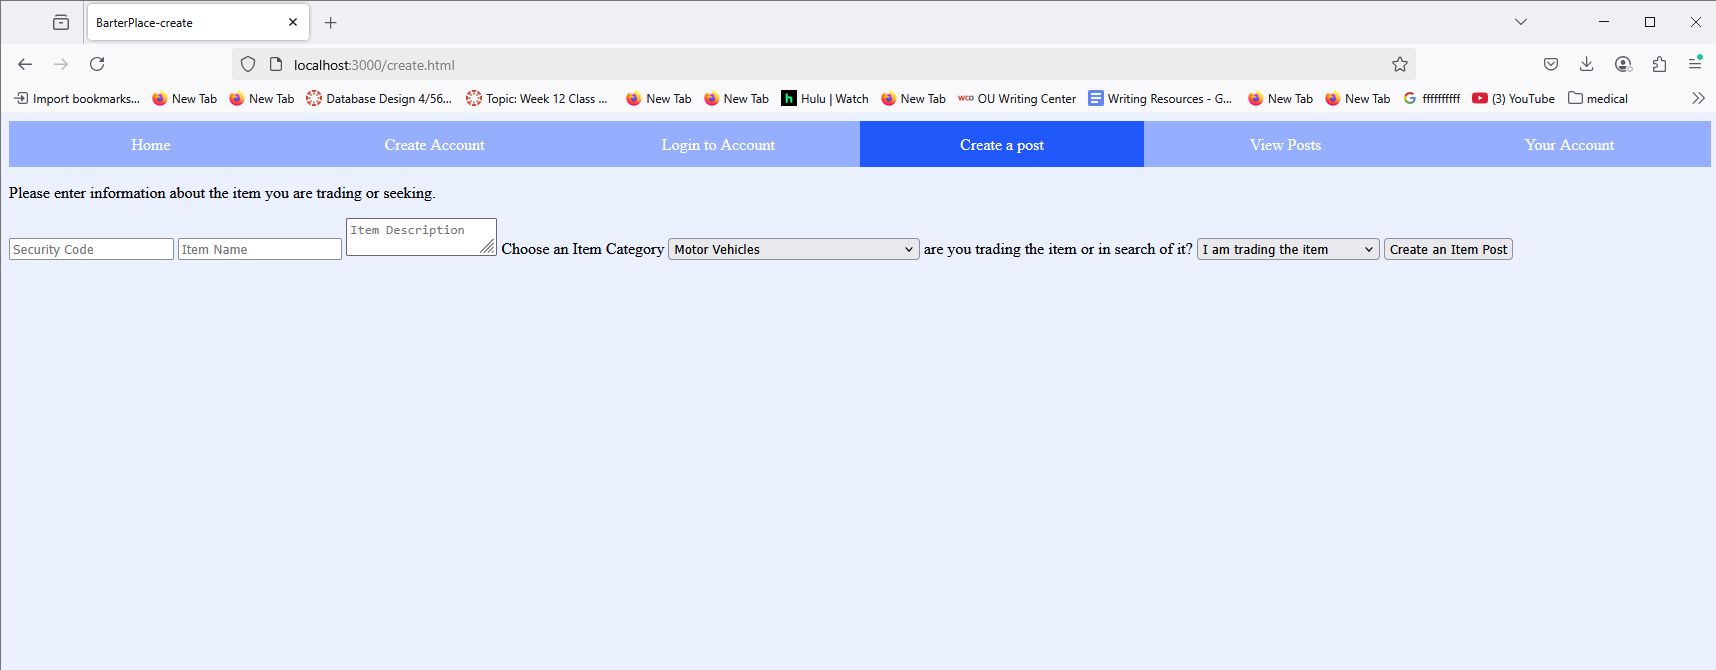 BarterPlace-create
localhost:3000/create.html
Import bookmarks... New Tab New Tab Database Design 4/56... Topic: Week 12 Class ... New Tab New Tab h Hulu | Watch New Tab wco OU Writing Center Writing Resources - G... New Tab New Tab G ffffffffff (3) YouTube medical
Home Create Account Login to Account Create a post View Posts Your Account
Please enter information about the item you are trading or seeking.
Security Code Item Name Item Description Choose an Item Category Motor Vehicles are you trading the item or in search of it? I am trading the item Create an Item Post